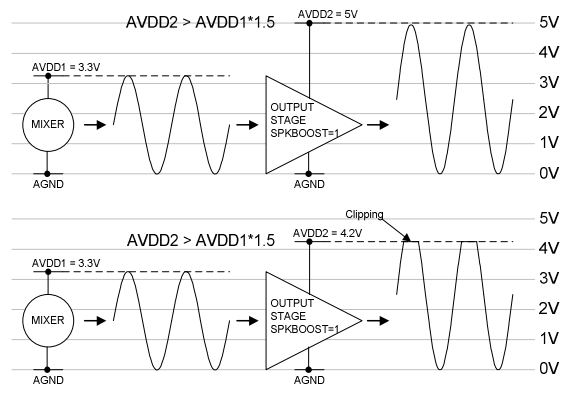 AVDD2 > AVDD1*1.5
AVDD2 = 5V
5V
4V
AVDD1 = 3.3V
3V
OUTPUT
STAGE
SPKBOOST=1
MIXER
2V
1V
0V
AGND
AGND
Clipping
5V
AVDD2 > AVDD1*1.5
AVDD2 = 4.2V
4V
AVDD1 = 3.3V
3V
OUTPUT
STAGE
SPKBOOST=1
MIXER
2V
1V
0V
AGND
AGND